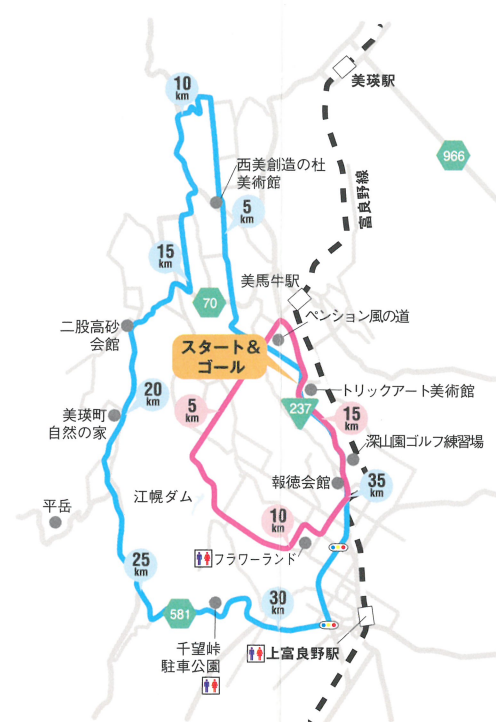 10
km
美瑛駅
966
西美創造の杜
美術館
5
km
富良野線
15
km
美馬牛駅
70
ペンション風の道
二股高砂
会館
スタート＆
ゴール
トリックアート美術館
20
km
5
km
237
15
km
美瑛町
自然の家
深山園ゴルフ練習場
報徳会館
35
km
江幌ダム
平岳
10
km
フラワーランド
25
km
30
km
581
千望峠
駐車公園
上富良野駅